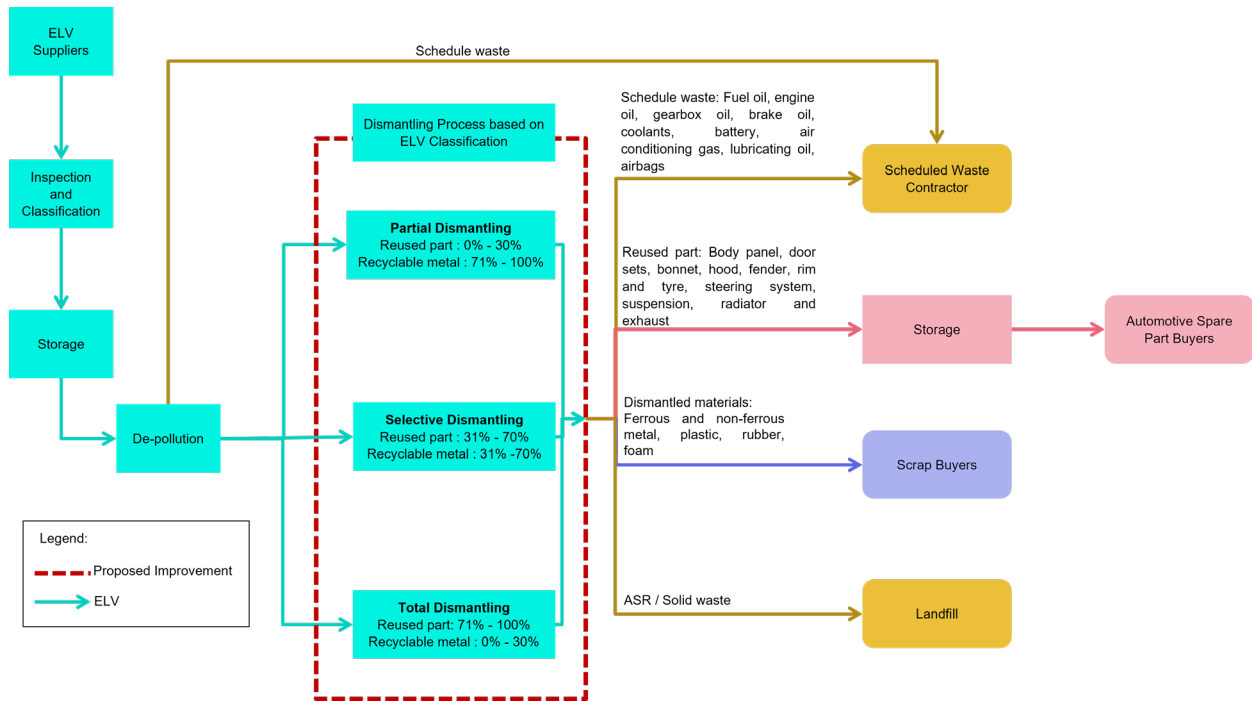 ELV
Suppliers
Schedule waste
Inspection
and
Classification
Storage
De-pollution
Dismantling Process based on
ELV Classification
Partial Dismantling
Reused part : 0% - 30%
Recyclable metal : 71% - 100%
Selective Dismantling
Reused part : 31% - 70%
Recyclable metal : 31% -70%
Total Dismantling
Reused part: 71% - 100%
Recyclable metal : 0% - 30%
Schedule waste: Fuel oil, engine
oil, gearbox oil, brake oil,
coolants, battery, air
conditioning gas, lubricating oil,
airbags
Scheduled Waste
Contractor
Reused part: Body panel, door
sets, bonnet, hood, fender, rim
and tyre, steering system,
suspension, radiator and
exhaust
Storage
Automotive Spare
Part Buyers
Dismantled materials:
Ferrous and non-ferrous
metal, plastic, rubber,
foam
Scrap Buyers
ASR / Solid waste
Landfill
Legend:
Proposed Improvement
ELV